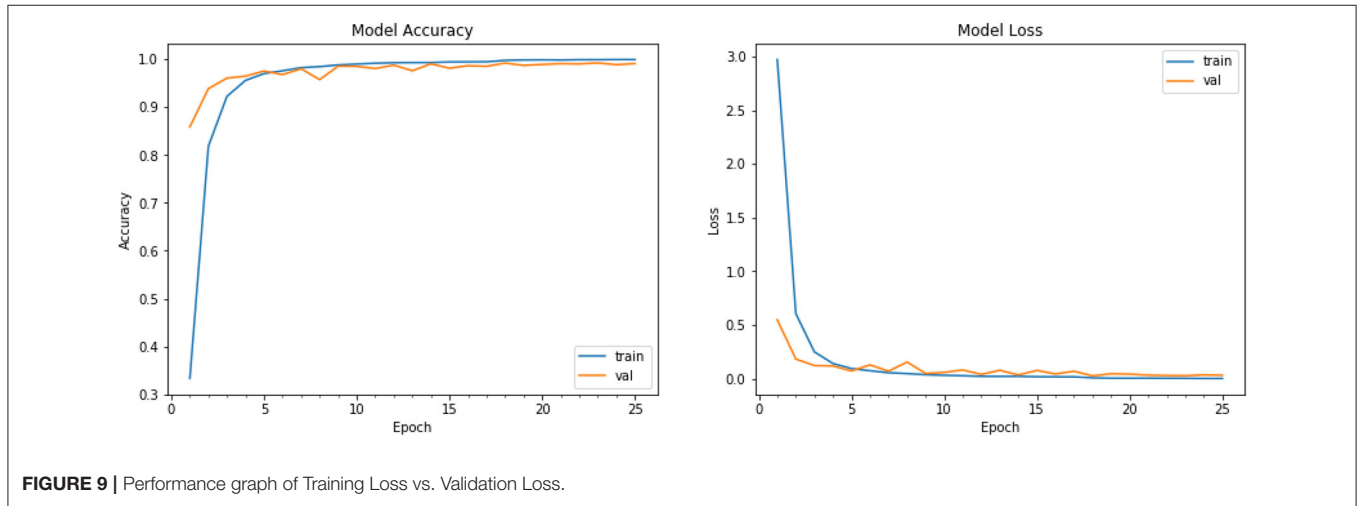 Model Accuracy
1.0
0.9
0.8
0.7
0.6
0.5
0.4
0.3
Accuracy
0
5
10
15
20
25
Epoch
train
val
Model Loss
3.0
2.5
2.0
1.5
1.0
0.5
0.0
Loss
0
5
10
15
20
25
Epoch
train
val
FIGURE 9 | Performance graph of Training Loss vs. Validation Loss.